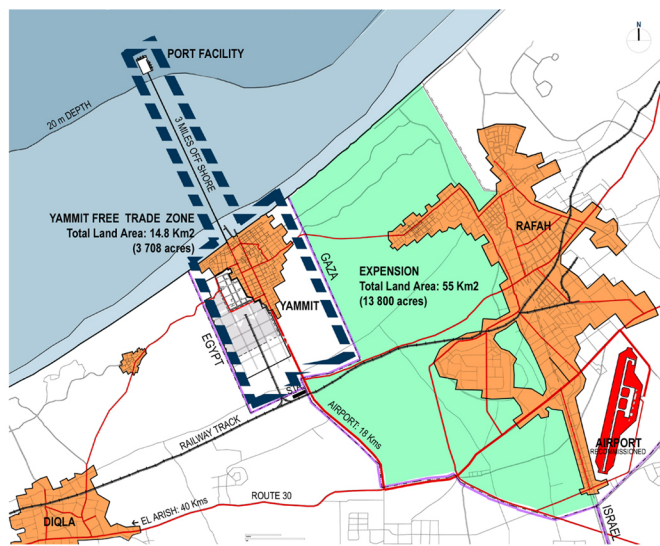 N
PORT FACILITY
20 m DEPTH
3 MILES OFF SHORE
YAMMIT FREE TRADE ZONE
Total Land Area: 14.8 Km2
(3 708 acres)
RAFAH
GAZA
EXPENSION
Total Land Area: 55 Km2
(13 800 acres)
YAMMIT
EGYPT
RAILWAY TRACK
AIRPORT: 18 Kms
AIRPORT
RECOMMISSIONED
DIQLA
← EL ARISH: 40 Kms
ROUTE 30
ISRAEL